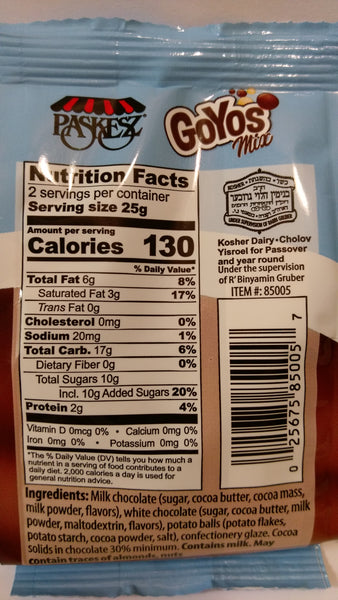 PASKESZ
GoYos
Mix
Nutrition Facts
2 servings per container
Serving size 25g
Amount per serving
Calories 130
% Daily Value*
Total Fat 6g 8%
Saturated Fat 3g 17%
Trans Fat 0g
Cholesterol 0mg 0%
Sodium 20mg 1%
Total Carb. 17g 6%
Dietary Fiber 0g 0%
Total Sugars 10g
Incl. 10g Added Sugars 20%
Protein 2g 4%
Vitamin D 0mcg 0% • Calcium 0mg 0%
Iron 0mg 0% • Potassium 0mg 0%
*The % Daily Value (DV) tells you how much a
nutrient in a serving of food contributes to a
daily diet. 2,000 calories a day is used for
general nutrition advice.
Kosher Dairy • Cholov
Yisroel for Passover
and year round
Under the supervision
of R' Binyamin Gruber
ITEM #: 85005
0 25675 85005 7
Ingredients: Milk chocolate (sugar, cocoa butter, cocoa mass,
milk powder, flavors), white chocolate (sugar, cocoa butter, milk
powder, maltodextrin, flavors), potato balls (potato flakes,
potato starch, cocoa powder, salt), confectionery glaze. Cocoa
Solids in chocolate 30% minimum. Contains milk. May
contain traces of almonds, nuts